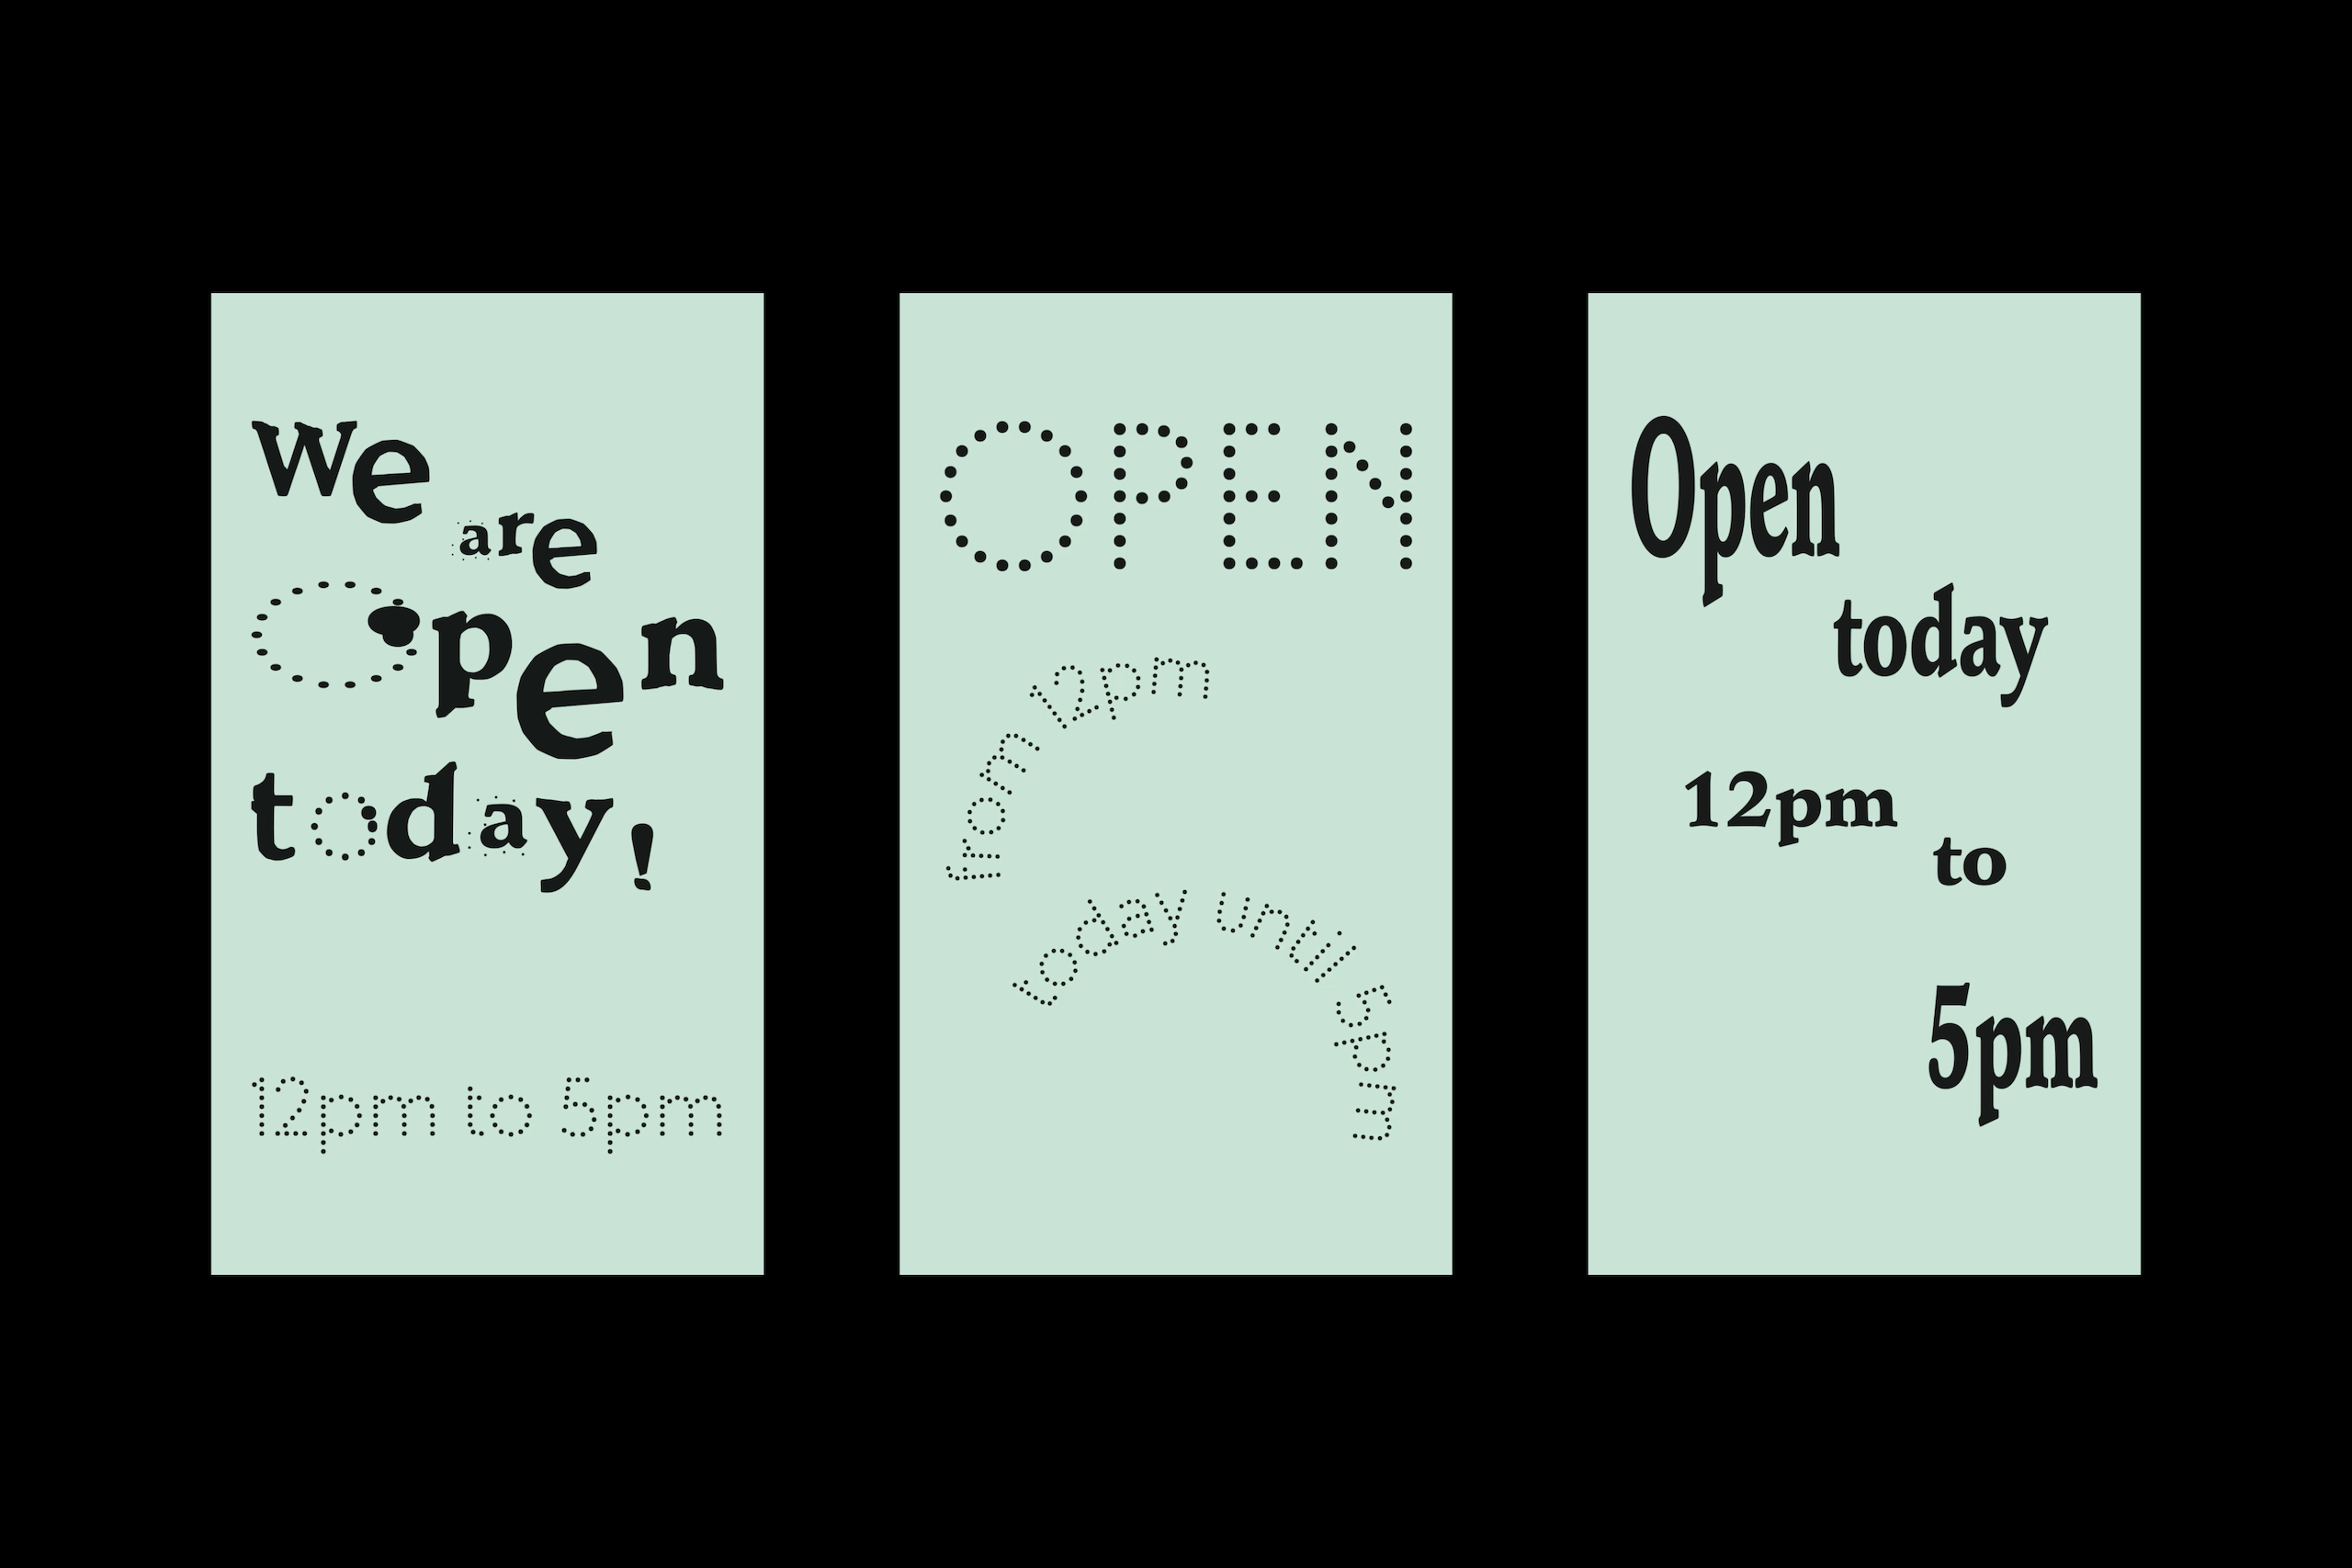 We
are
Open
today!
12pm to 5pm
OPEN
from 12pm
today until 5pm
Open
today
12pm
to
5pm